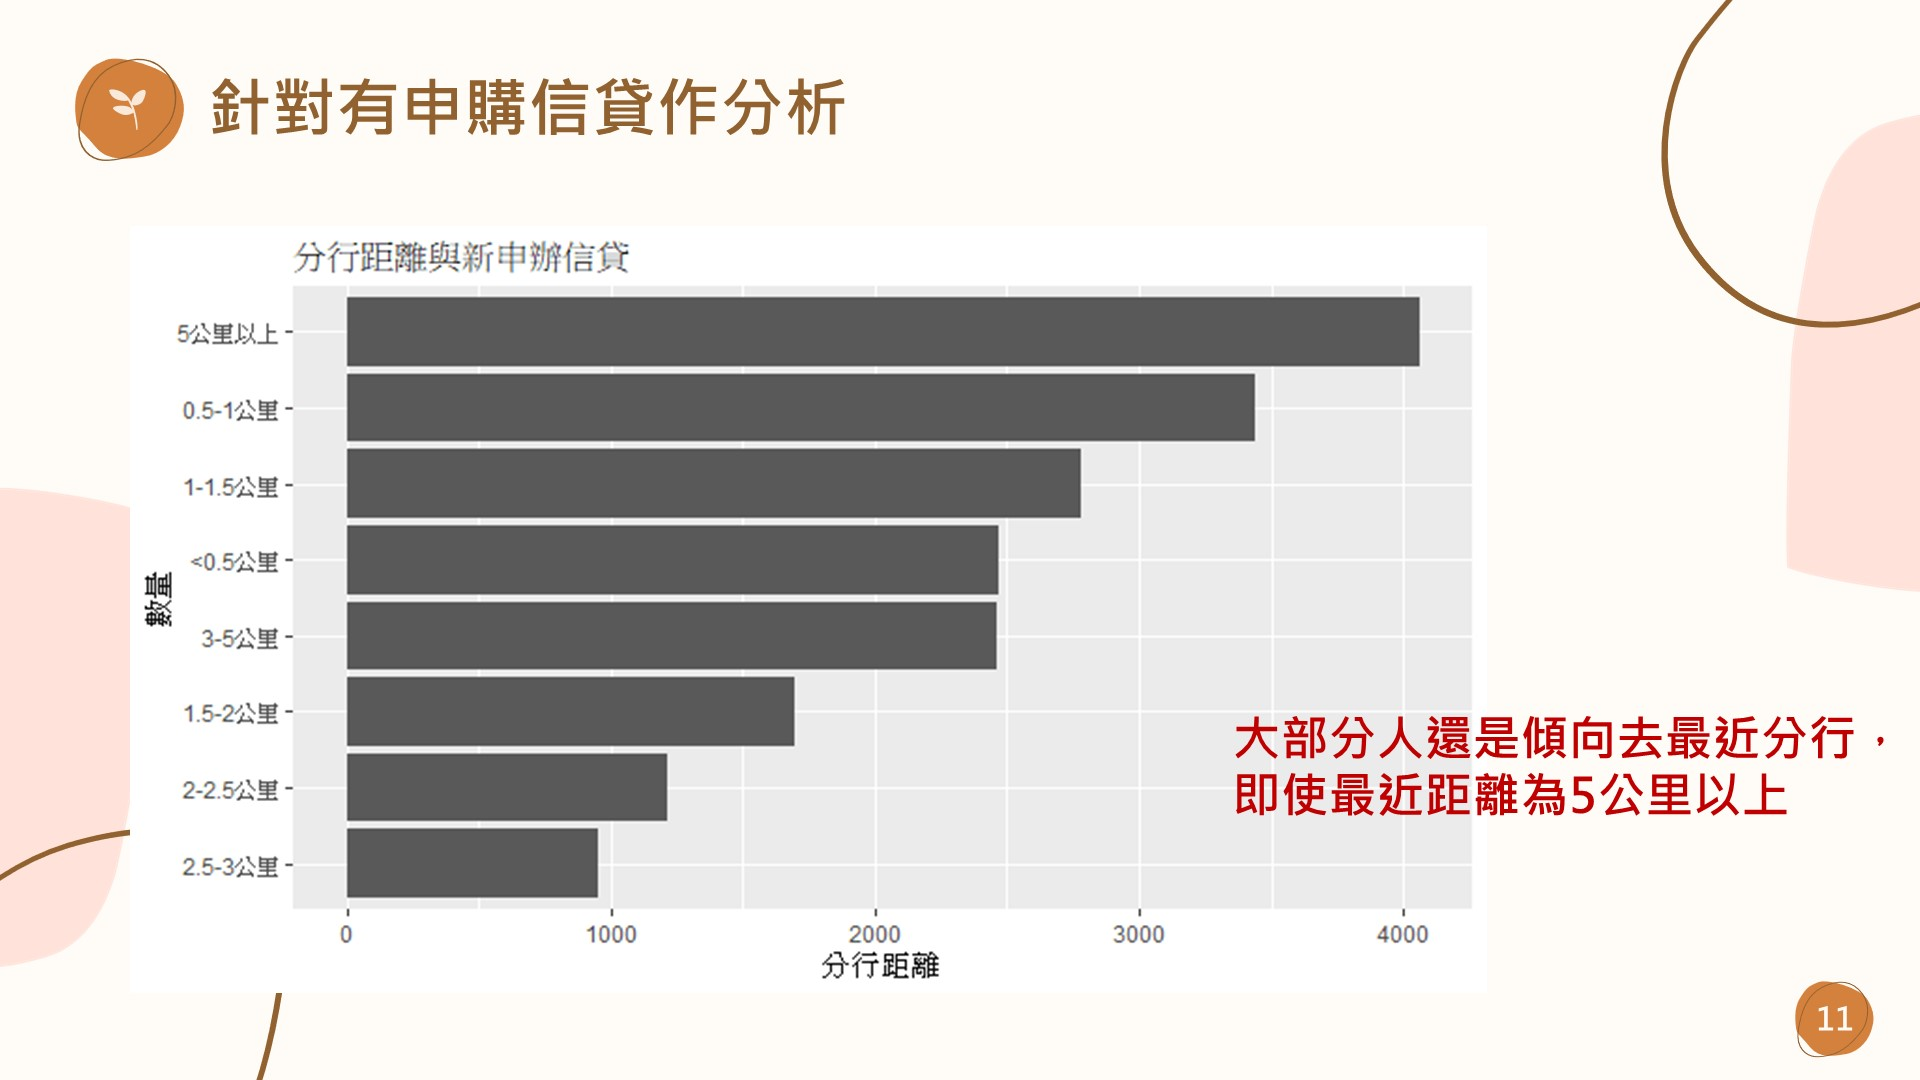 針對有申購信貸作分析
分行距離與新申辦信貸
5公里以上
0.5-1公里
1-1.5公里
<0.5公里
3-5公里
1.5-2公里
2-2.5公里
2.5-3公里
數量
0 1000 2000 3000 4000
分行距離
大部分人還是傾向去最近分行，
即使最近距離為5公里以上
11